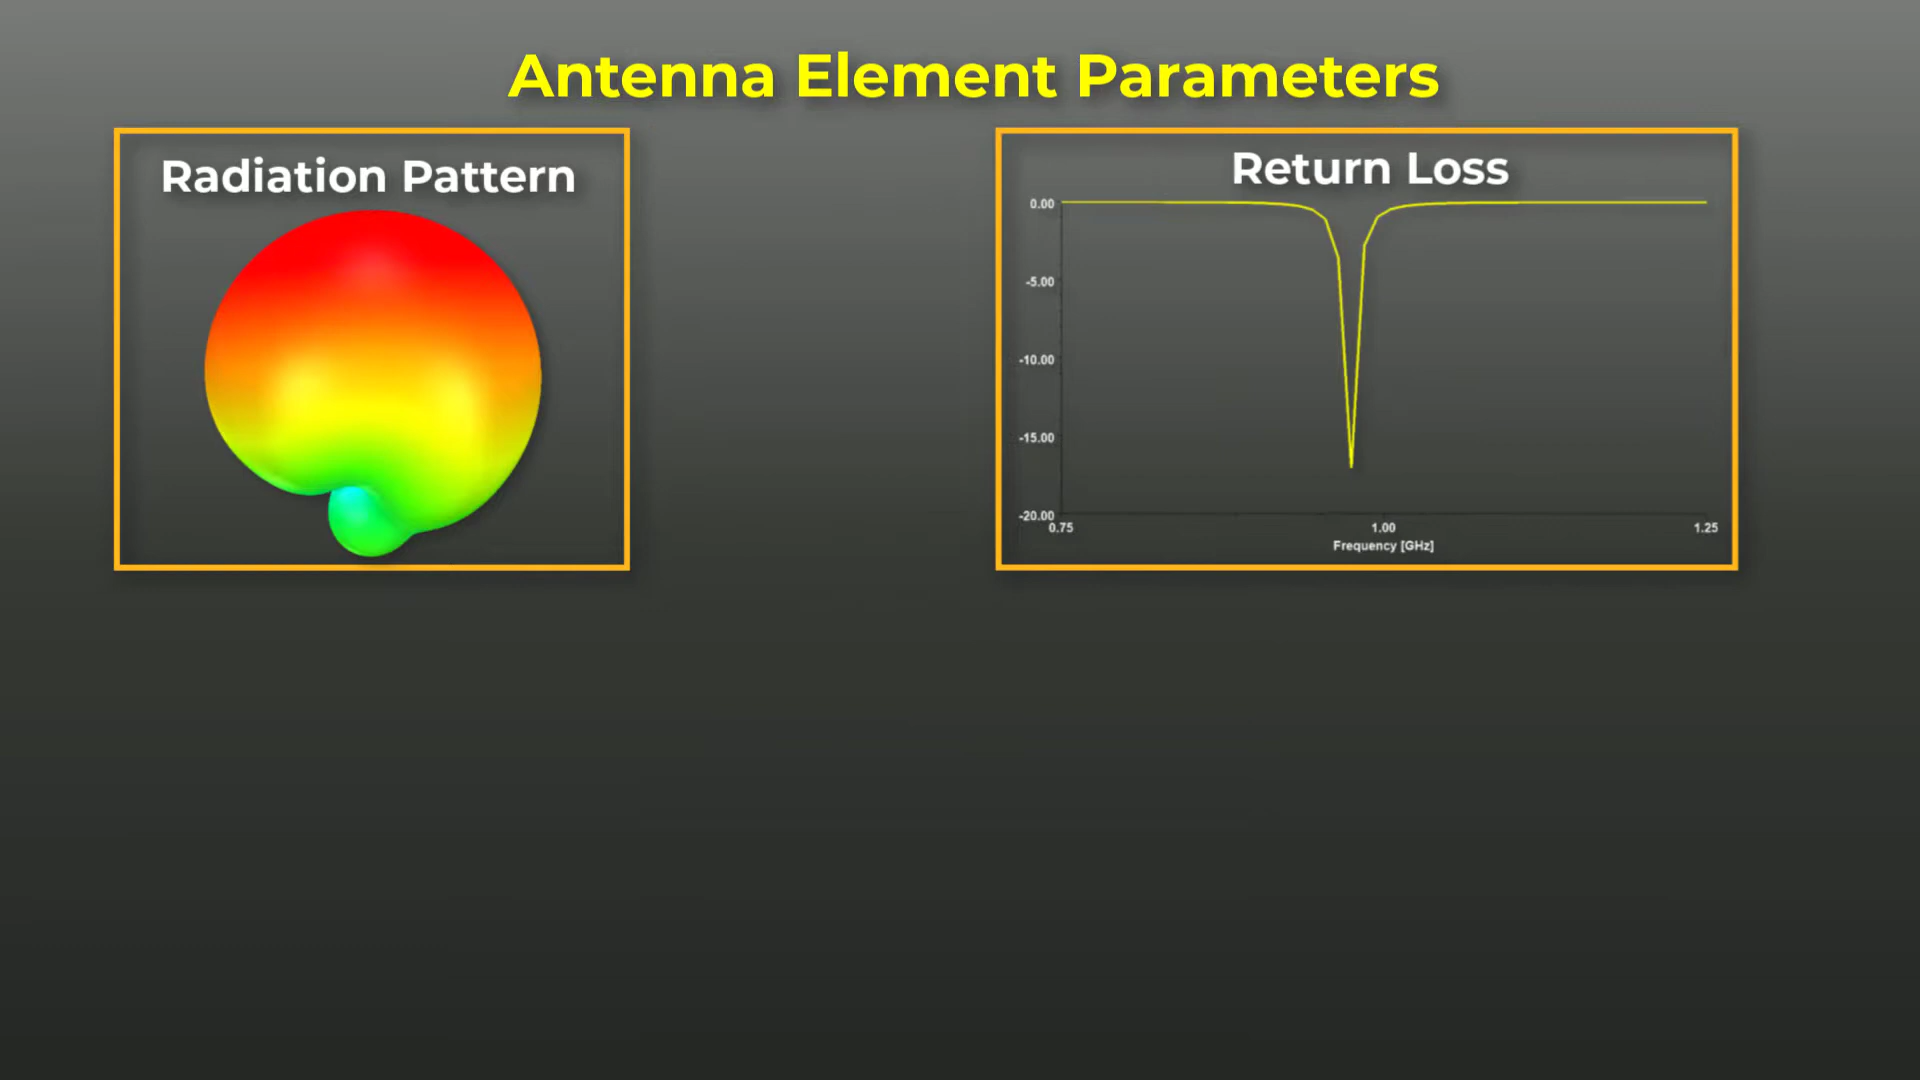 Antenna Element Parameters
Radiation Pattern
Return Loss
0.00
-5.00
-10.00
-15.00
-20.00
0.75 1.00 1.25
Frequency [GHz]